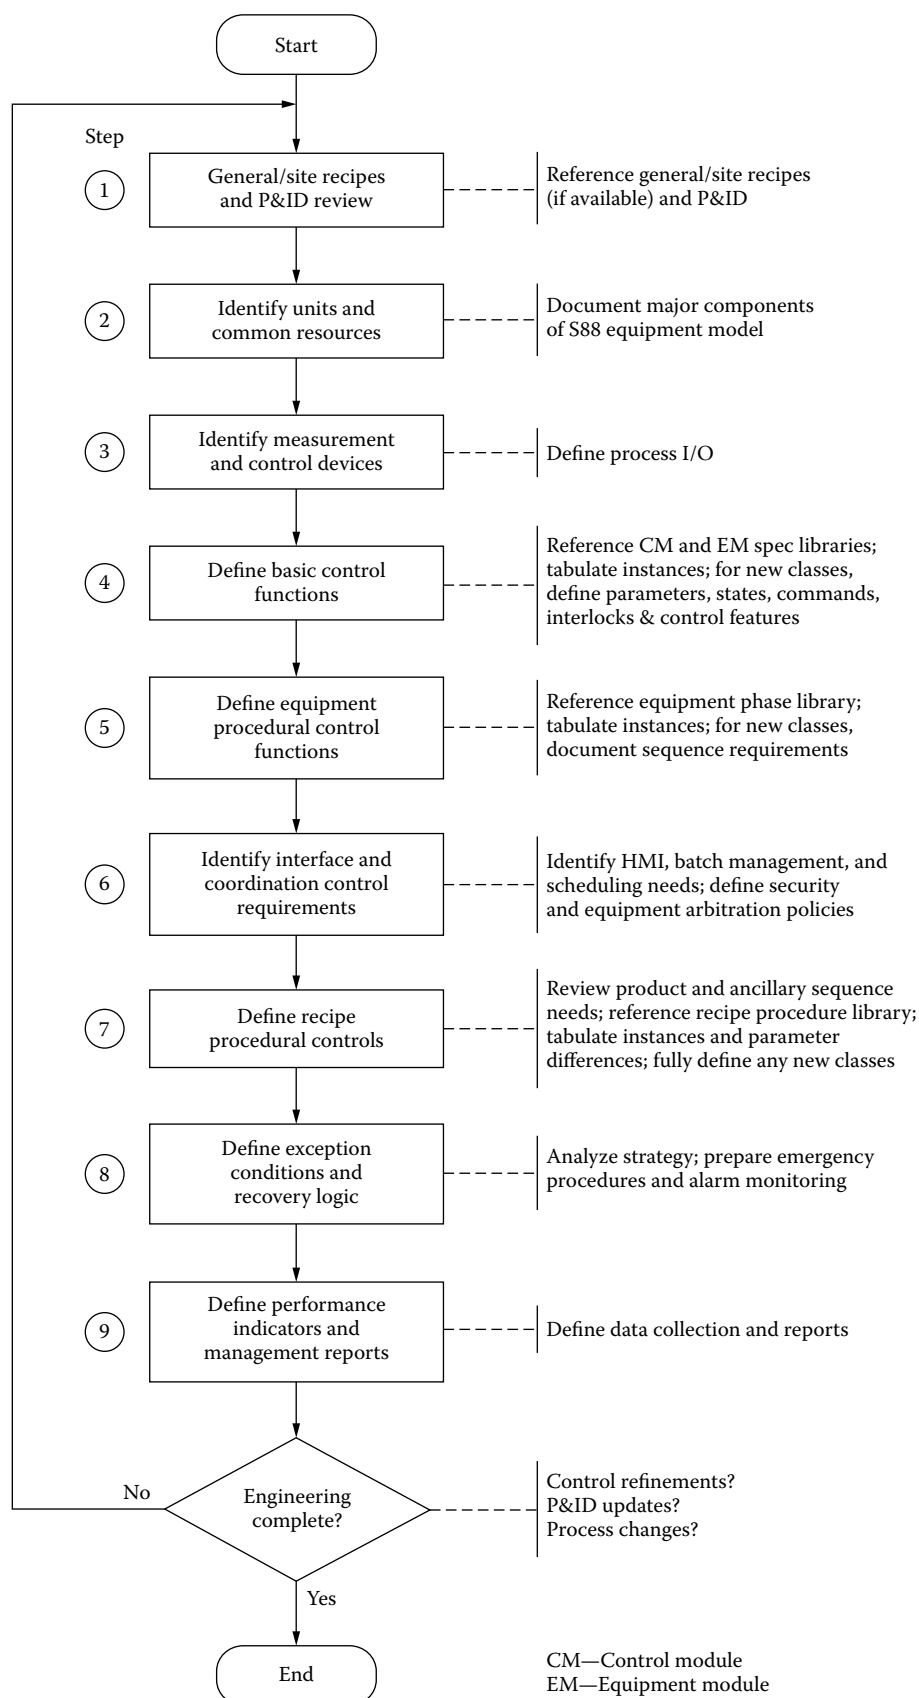 Start
Step
1
General/site recipes
and P&ID review
Reference general/site recipes
(if available) and P&ID
2
Identify units and
common resources
Document major components
of S88 equipment model
3
Identify measurement
and control devices
Define process I/O
4
Define basic control
functions
Reference CM and EM spec libraries;
tabulate instances; for new classes,
define parameters, states, commands,
interlocks & control features
5
Define equipment
procedural control
functions
Reference equipment phase library;
tabulate instances; for new classes,
document sequence requirements
6
Identify interface and
coordination control
requirements
Identify HMI, batch management, and
scheduling needs; define security
and equipment arbitration policies
7
Define recipe
procedural controls
Review product and ancillary sequence
needs; reference recipe procedure library;
tabulate instances and parameter
differences; fully define any new classes
8
Define exception
conditions and
recovery logic
Analyze strategy; prepare emergency
procedures and alarm monitoring
9
Define performance
indicators and
management reports
Define data collection and reports
No
Engineering
complete?
Control refinements?
P&ID updates?
Process changes?
Yes
End
CM—Control module
EM—Equipment module